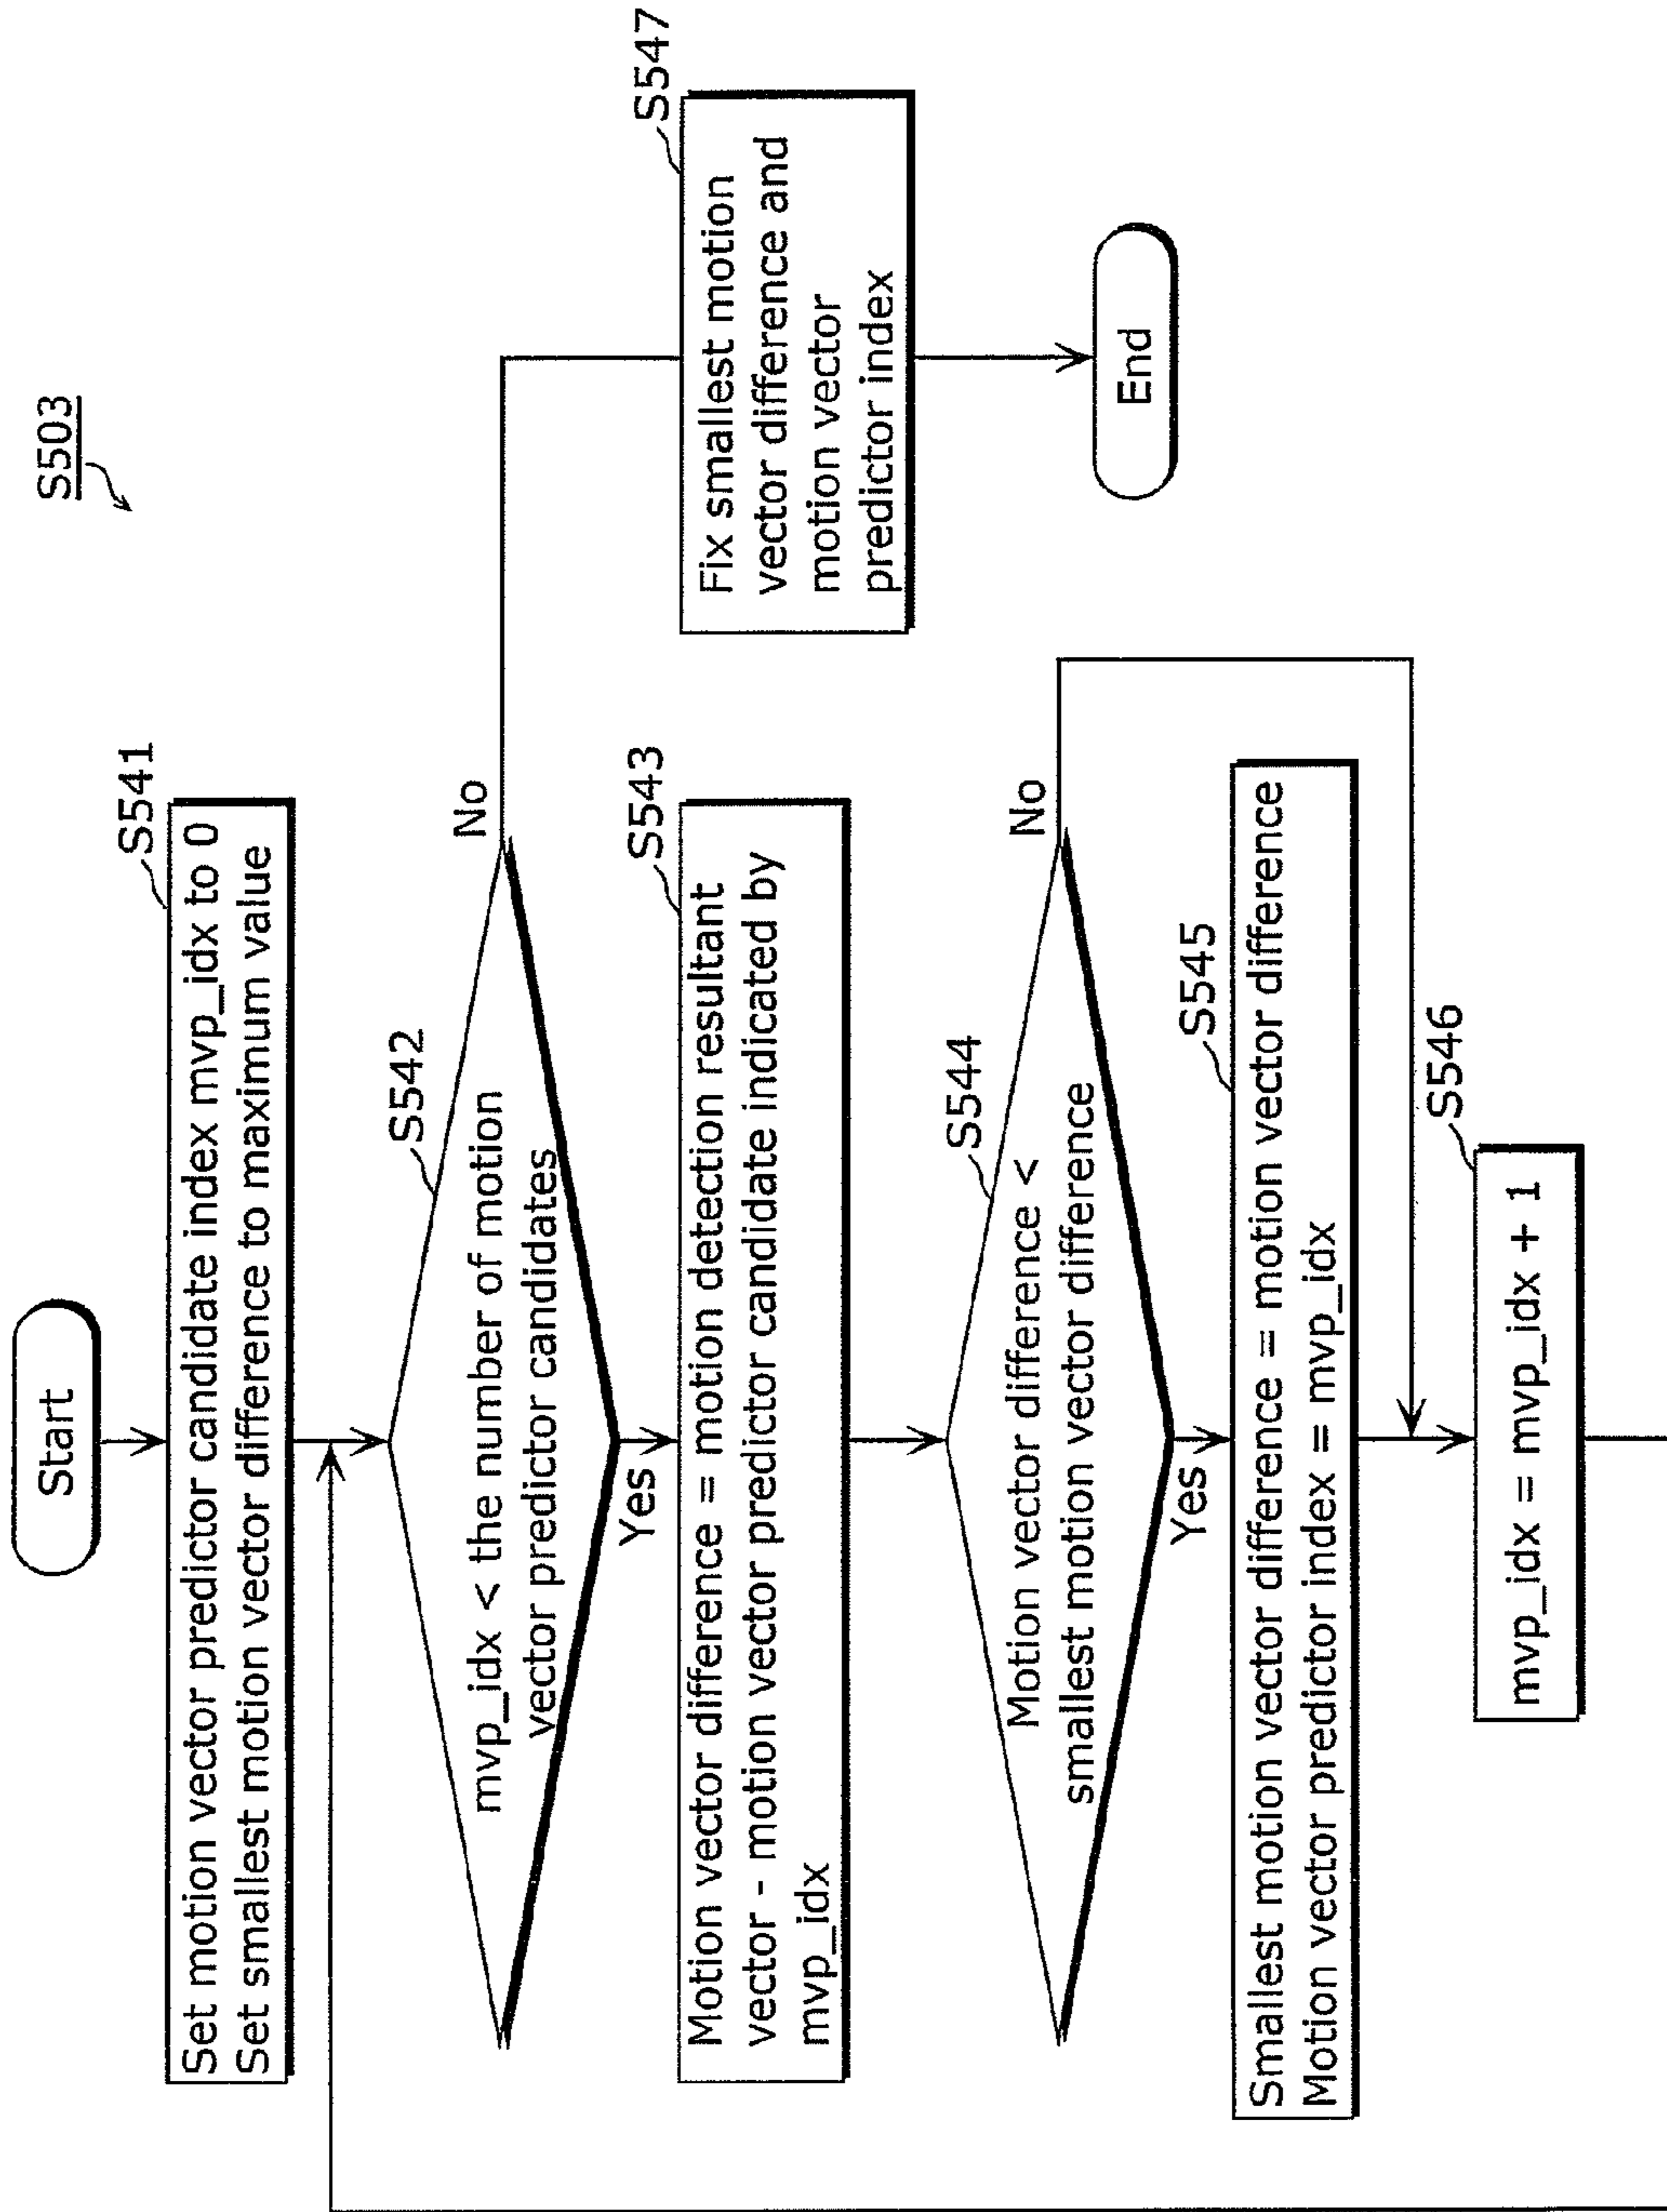 S503
Start
S541
Set motion vector predictor candidate index mvp_idx to 0
Set smallest motion vector difference to maximum value
S542
mvp_idx < the number of motion
vector predictor candidates
No
Yes
S543
Motion vector difference = motion detection resultant
vector - motion vector predictor candidate indicated by
mvp_idx
S544
Motion vector difference <
smallest motion vector difference
No
Yes
S545
Smallest motion vector difference = motion vector difference
Motion vector predictor index = mvp_idx
S546
mvp_idx = mvp_idx + 1
S547
Fix smallest motion
vector difference and
motion vector
predictor index
End